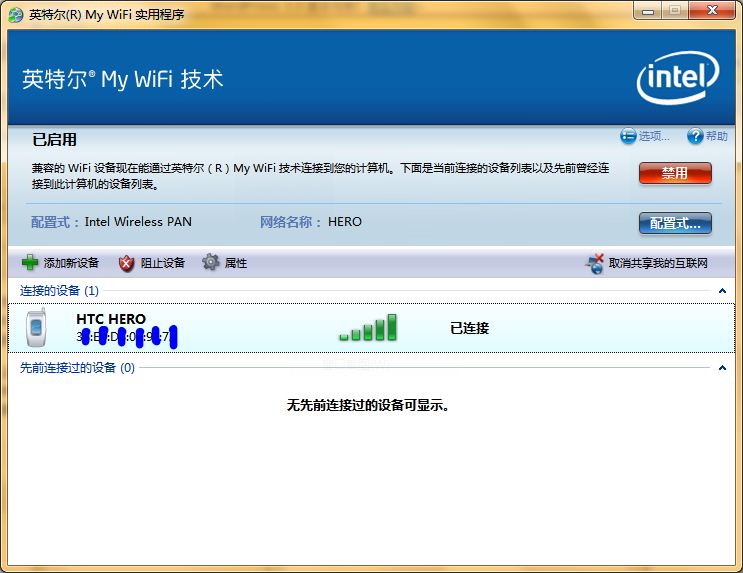 英特尔(R) My WiFi 实用程序
英特尔® My WiFi 技术
intel
已启用
选项...
帮助
兼容的 WiFi 设备现在能通过英特尔（R）My WiFi 技术连接到您的计算机。下面是当前连接的设备列表以及先前曾经连
接到此计算机的设备列表。
禁用
配置式： Intel Wireless PAN
网络名称： HERO
配置式...
添加新设备
阻止设备
属性
取消共享我的互联网
连接的设备 (1)
HTC HERO
已连接
先前连接过的设备 (0)
无先前连接过的设备可显示。